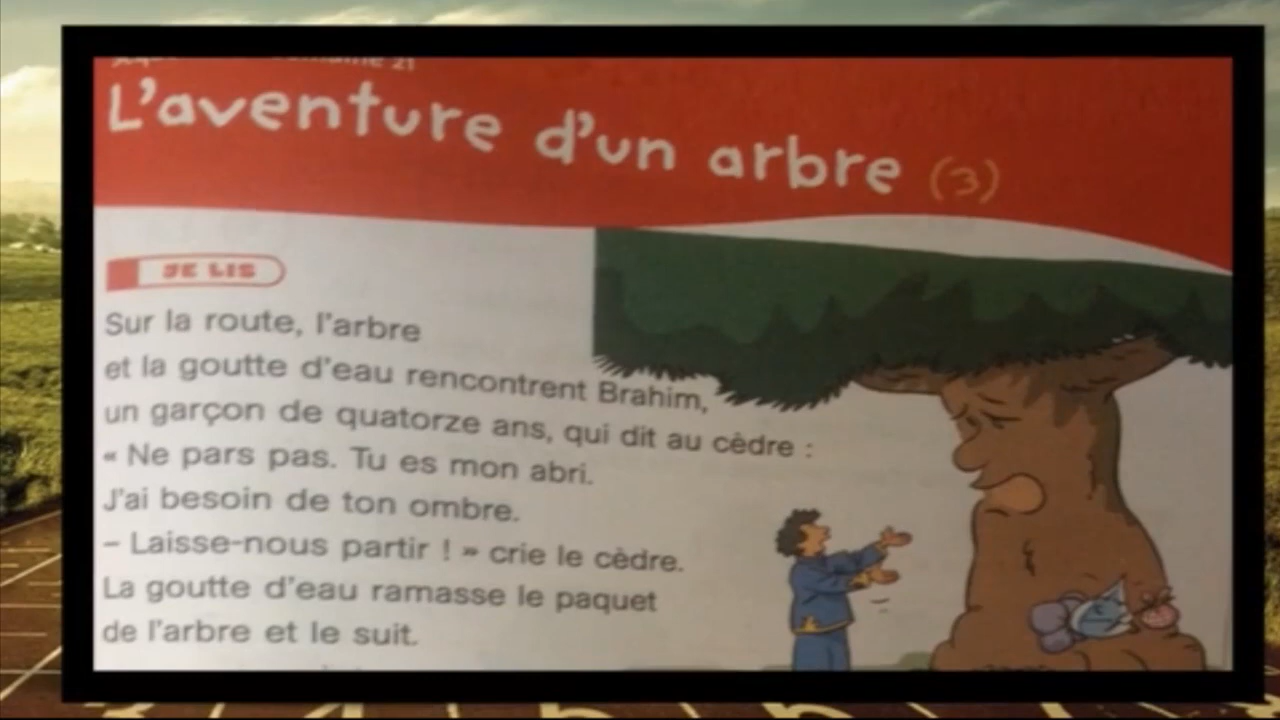 21
L'aventure d'un arbre (3)
JE LIS
Sur la route, l'arbre
et la goutte d'eau rencontrent Brahim,
un garçon de quatorze ans, qui dit au cèdre :
« Ne pars pas. Tu es mon abri.
J'ai besoin de ton ombre.
– Laisse-nous partir ! » crie le cèdre.
La goutte d'eau ramasse le paquet
de l'arbre et le suit.